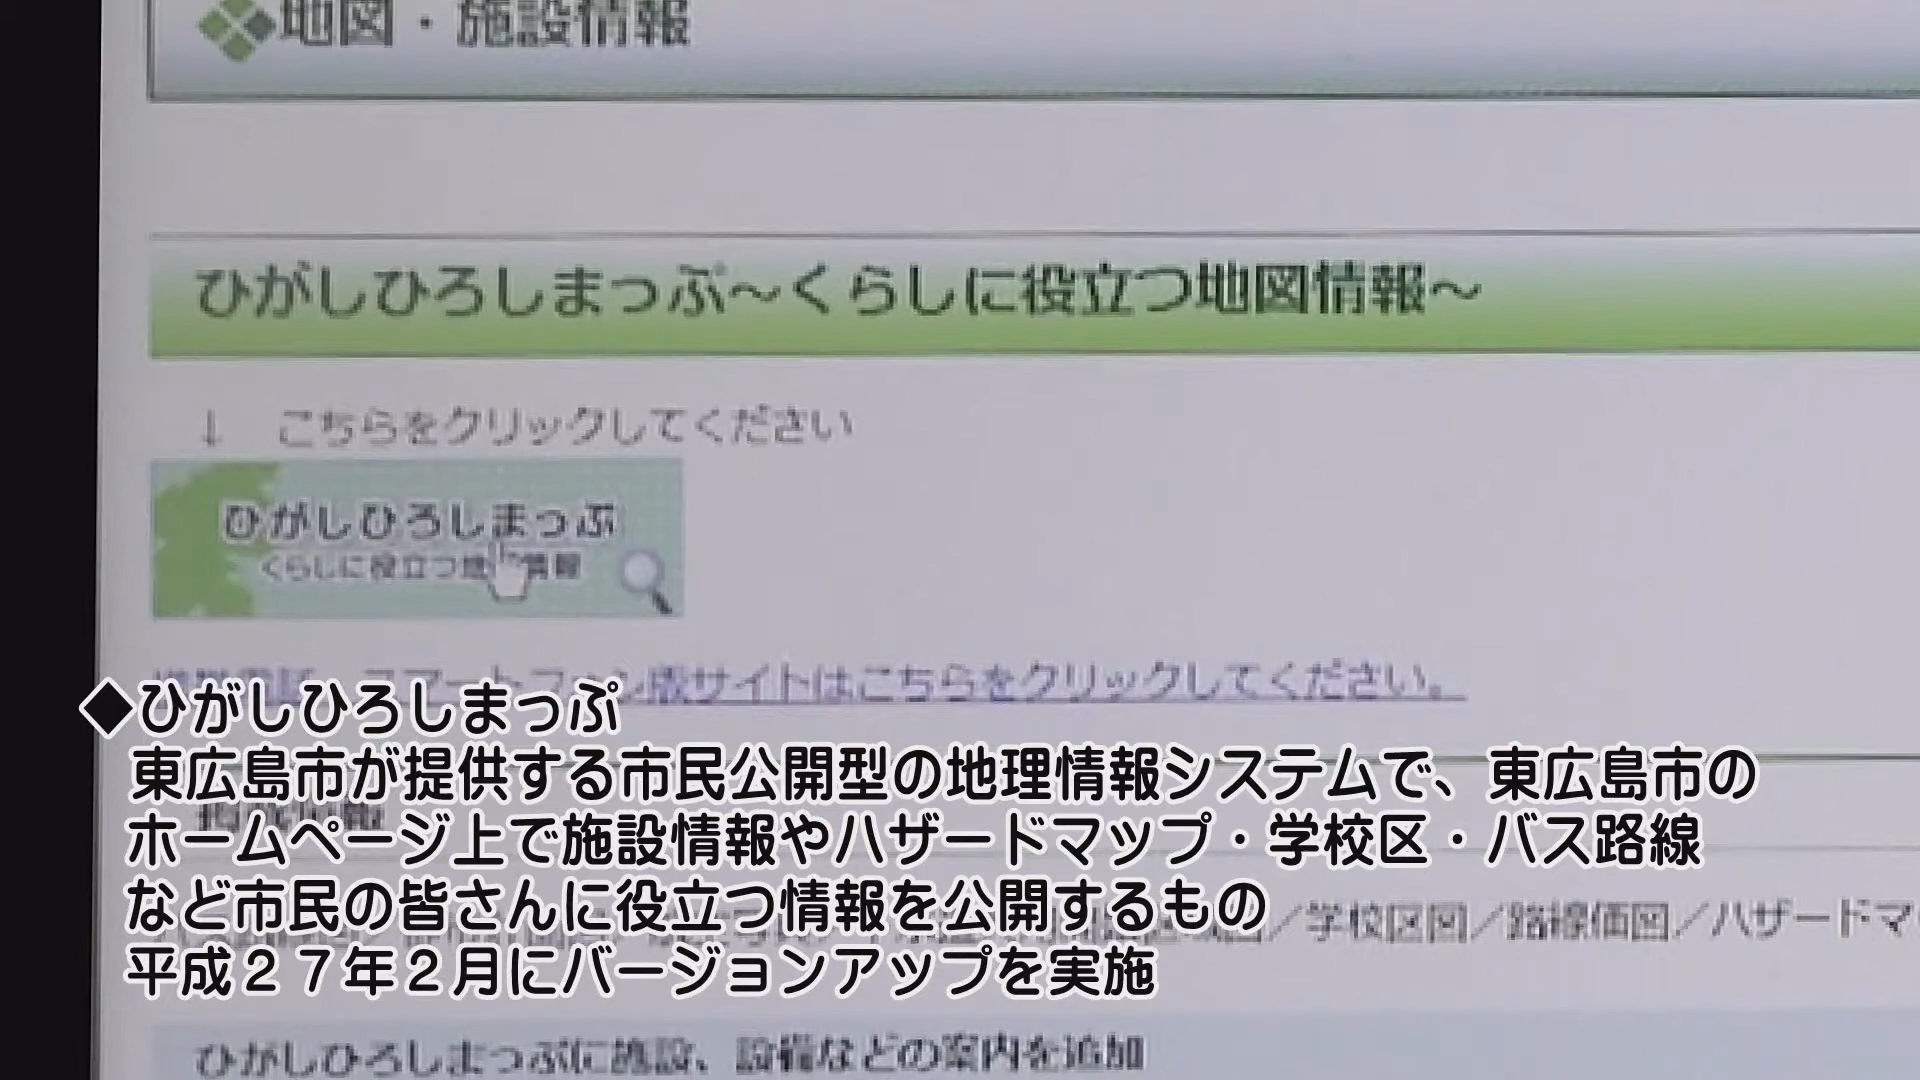 地図・施設情報
ひがしひろしまっぷ～くらしに役立つ地図情報～
↓ こちらをクリックしてください
ひがしひろしまっぷ
くらしに役立つ地 情報
版サイトはこちらをクリックしてください。
◆ひがしひろしまっぷ
東広島市が提供する市民公開型の地理情報システムで、東広島市の
ホームページ上で施設情報やハザードマップ・学校区・バス路線
など市民の皆さんに役立つ情報を公開するもの
／学校区図／路線価図／ハザードマ
平成２７年２月にバージョンアップを実施
ひがしひろしまっぷに施設、設備などの案内を追加